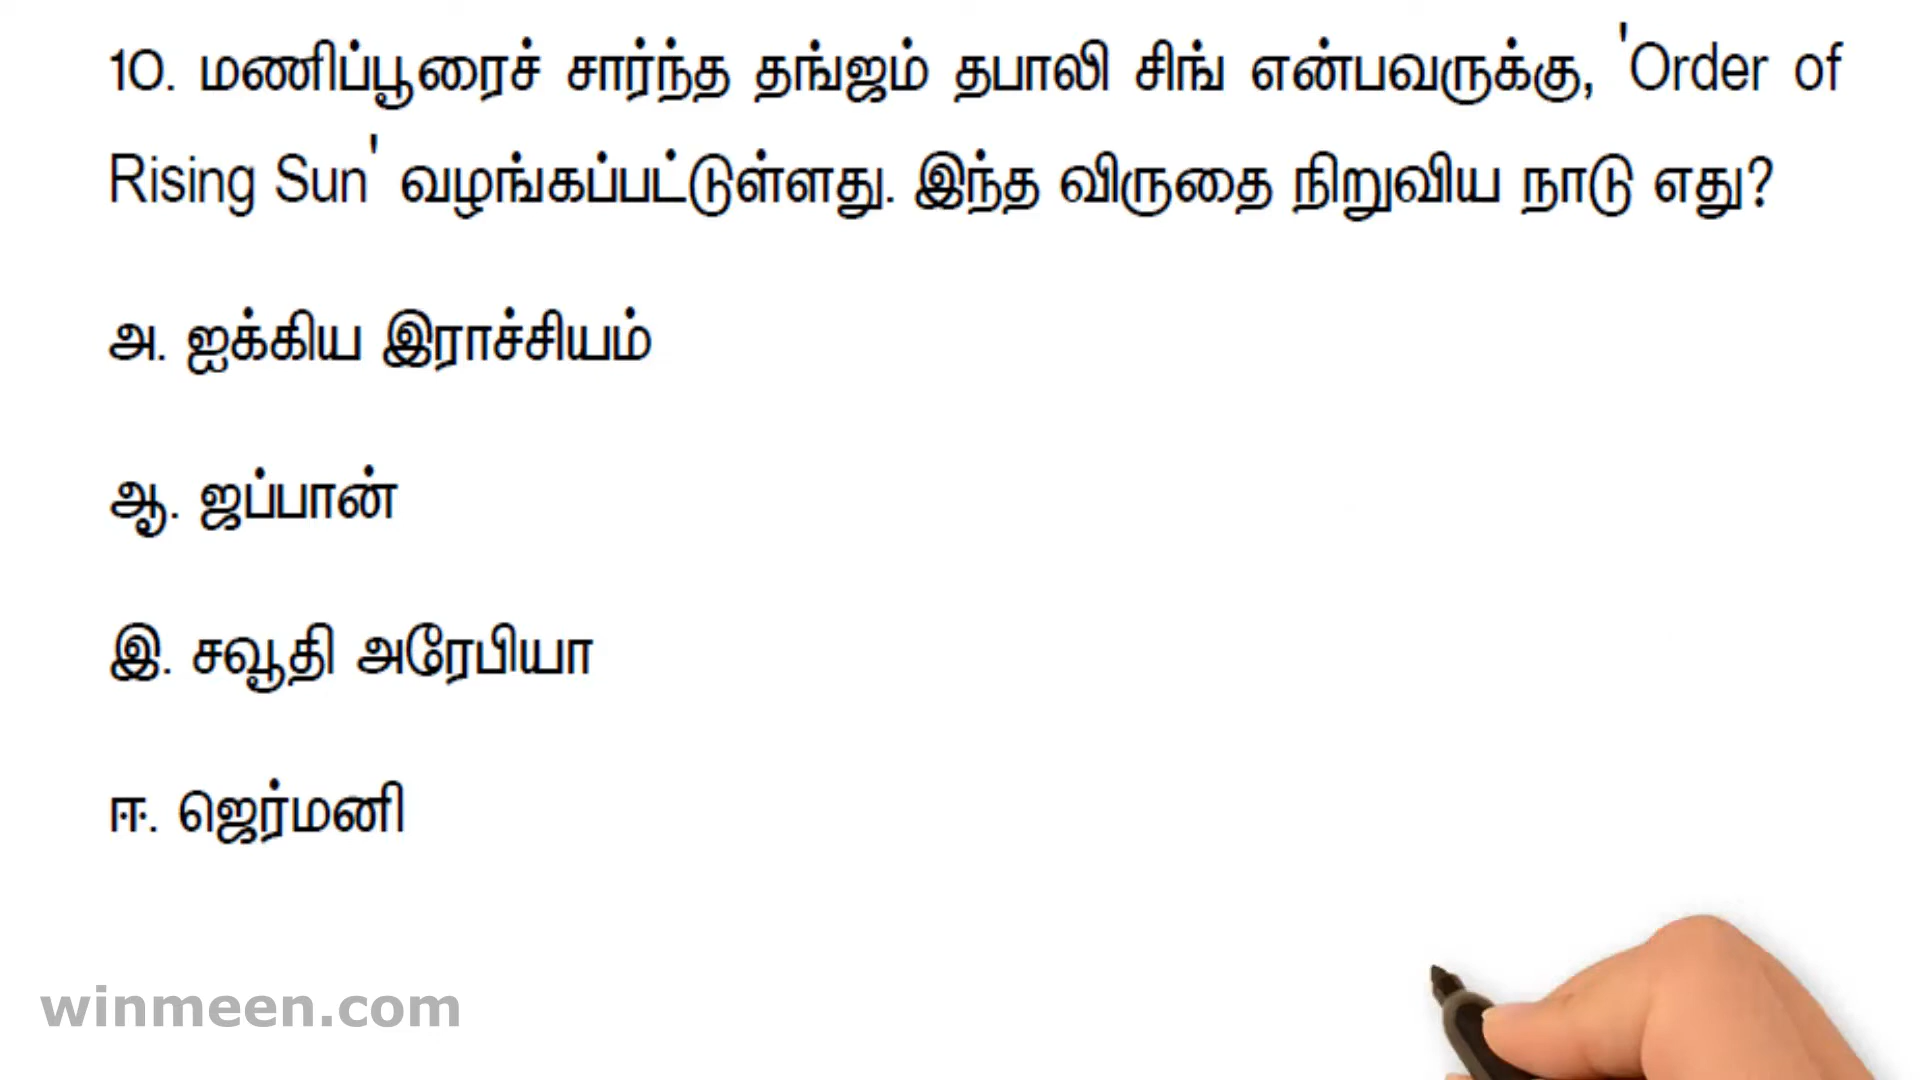 10. மணிப்பூரைச் சார்ந்த தங்ஜம் தபாலி சிங் என்பவருக்கு, 'Order of
Rising Sun' வழங்கப்பட்டுள்ளது. இந்த விருதை நிறுவிய நாடு எது?
அ. ஐக்கிய இராச்சியம்
ஆ. ஜப்பான்
இ. சவூதி அரேபியா
ஈ. ஜெர்மனி
winmeen.com